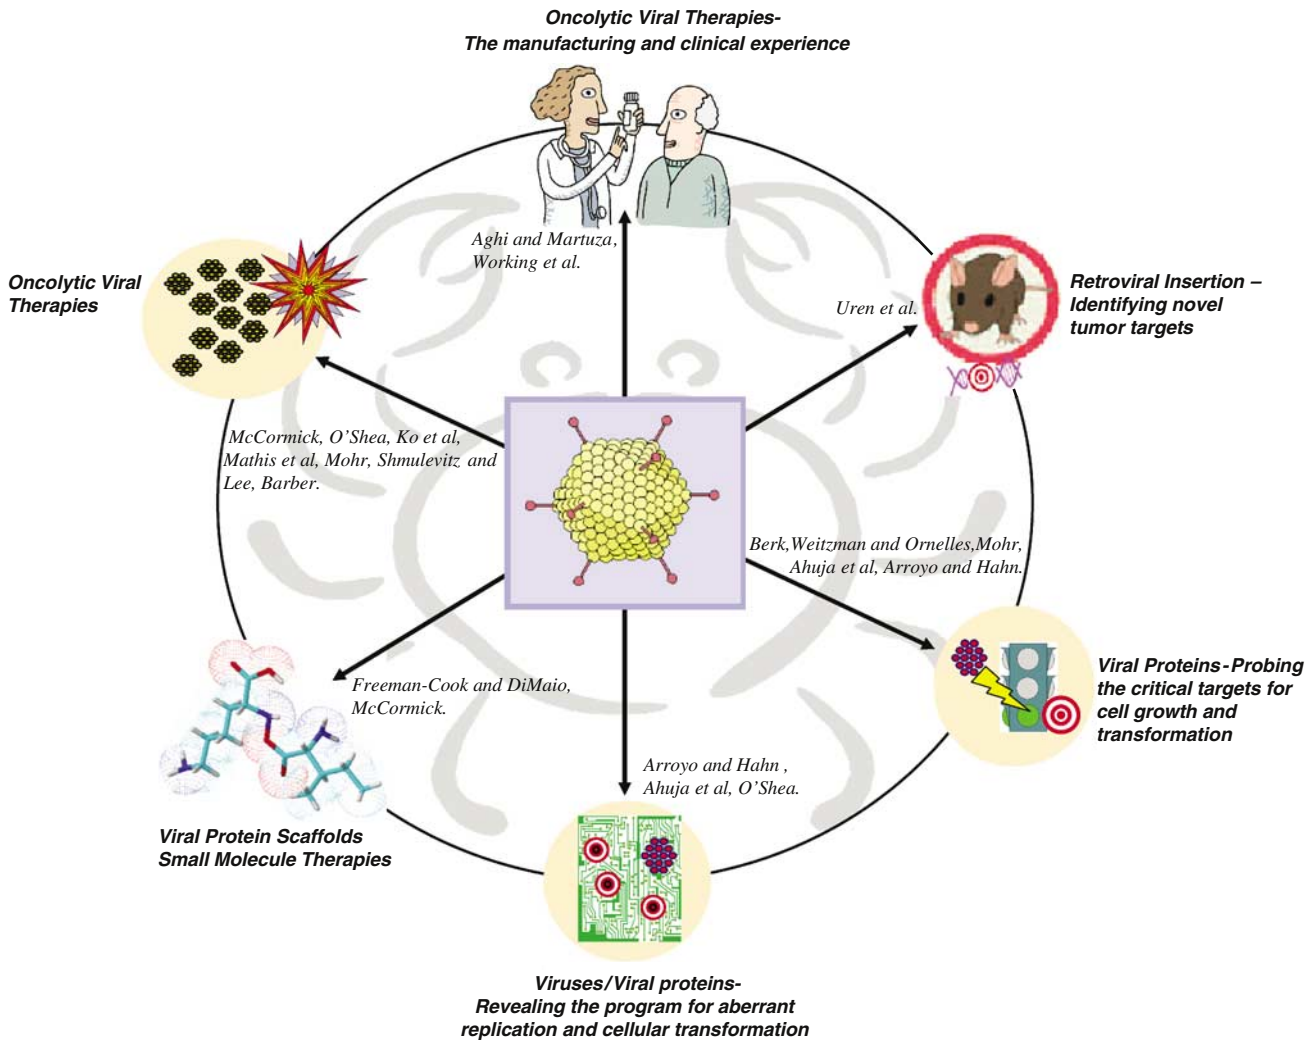 Oncolytic Viral Therapies-
The manufacturing and clinical experience
Aghi and Martuza,
Working et al.
Oncolytic Viral
Therapies
Uren et al.
Retroviral Insertion –
Identifying novel
tumor targets
McCormick, O'Shea, Ko et al,
Mathis et al, Mohr, Shmulevitz and
Lee, Barber.
Berk,Weitzman and Ornelles,Mohr,
Ahuja et al, Arroyo and Hahn.
Viral Proteins-Probing
the critical targets for
cell growth and
transformation
Freeman-Cook and DiMaio,
McCormick.
Arroyo and Hahn ,
Ahuja et al, O'Shea.
Viral Protein Scaffolds
Small Molecule Therapies
Viruses/Viral proteins-
Revealing the program for aberrant
replication and cellular transformation